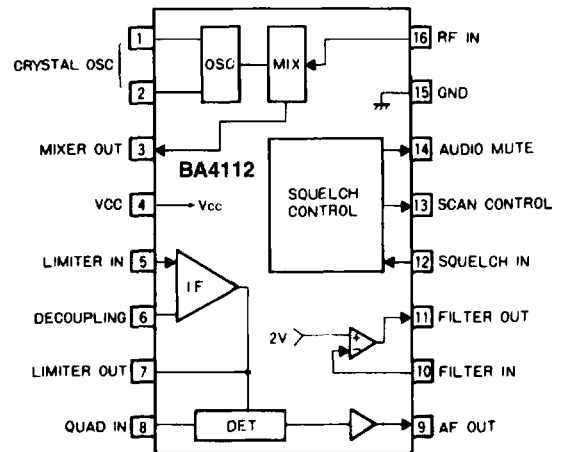 1
16 RF IN
CRYSTAL OSC
OSC
MIX
2
15 GND
MIXER OUT 3
14 AUDIO MUTE
BA4112
VCC 4
Vcc
SQUELCH
CONTROL
13 SCAN CONTROL
LIMITER IN 5
12 SQUELCH IN
IF
DECOUPLING 6
11 FILTER OUT
2V
+
−
LIMITER OUT 7
10 FILTER IN
QUAD IN 8
DET
9 AF OUT